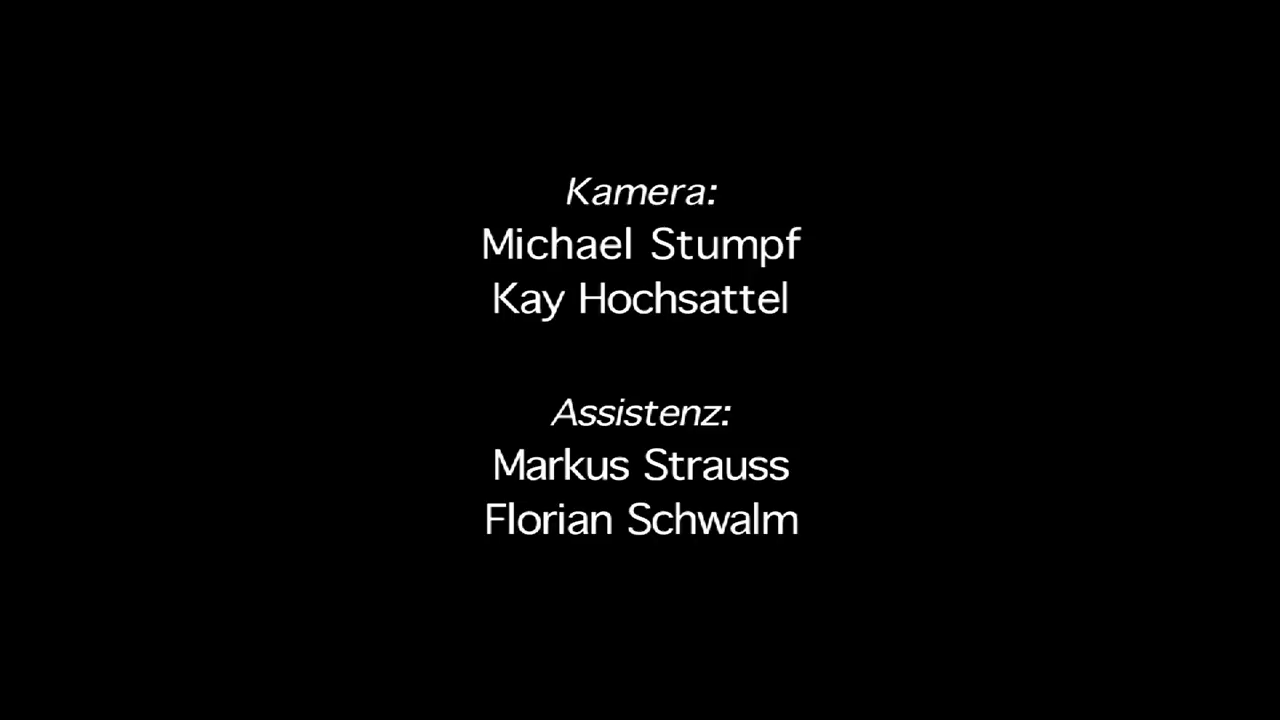 Kamera:
Michael Stumpf
Kay Hochsattel
Assistenz:
Markus Strauss
Florian Schwalm